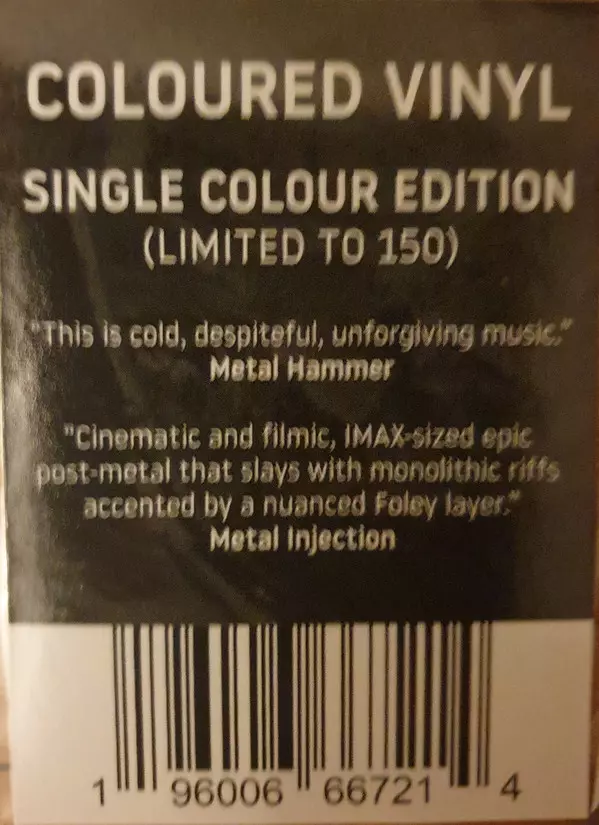 COLOURED VINYL
SINGLE COLOUR EDITION
(LIMITED TO 150)
"This is cold, despiteful, unforgiving music."
Metal Hammer
"Cinematic and filmic, IMAX-sized epic
post-metal that slays with monolithic riffs
accented by a nuanced Foley layer."
Metal Injection
1 96006 66721 4